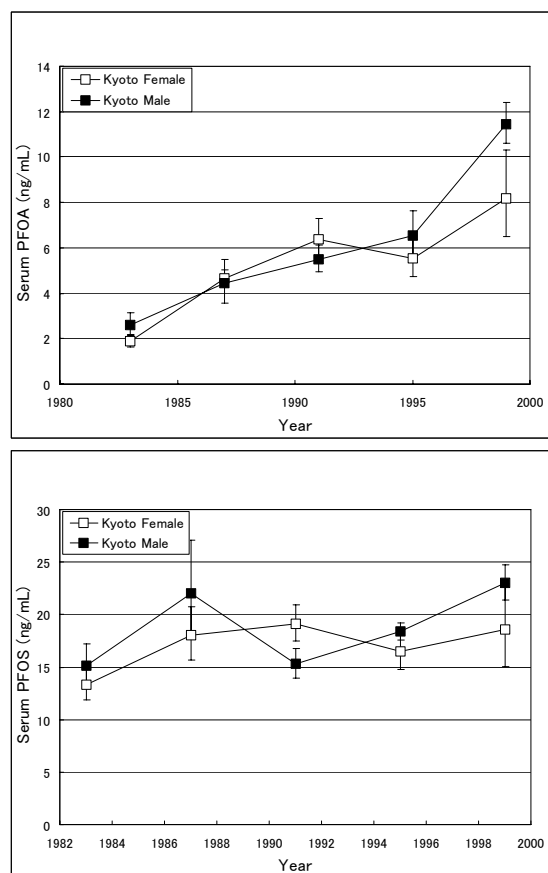 14
12
10
8
6
4
2
0
Serum PFOA (ng/mL)
Kyoto Female
Kyoto Male
1980 1985 1990 1995 2000
Year
30
25
20
15
10
5
0
Serum PFOS (ng/mL)
Kyoto Female
Kyoto Male
1982 1984 1986 1988 1990 1992 1994 1996 1998 2000
Year